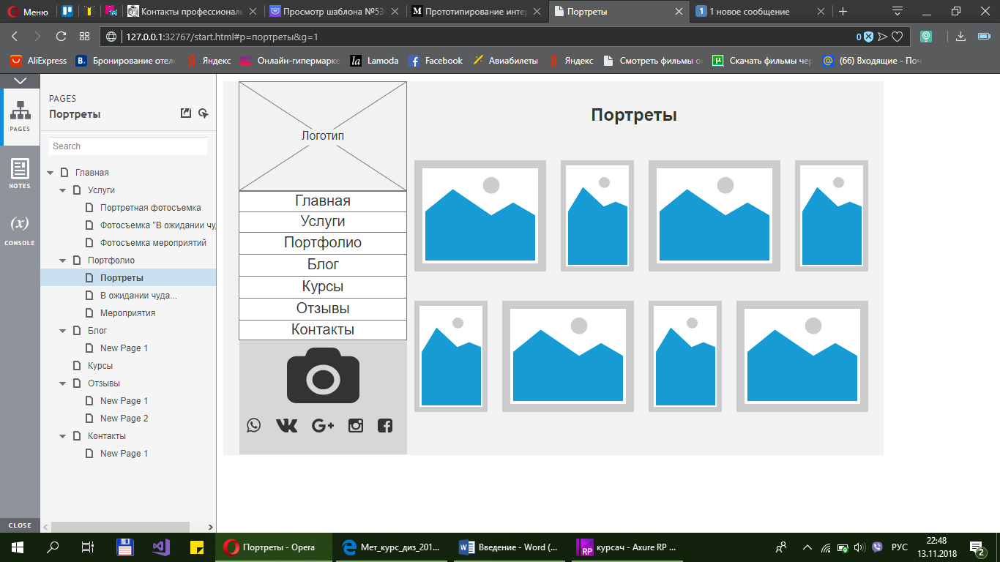 Меню
Контакты профессиональ
Просмотр шаблона №53
Прототипирование инте
Портреты
1 новое сообщение
127.0.0.1:32767/start.html#p=портреты&g=1
0
AliExpress
B. Бронирование отеле
Яндекс
Онлайн-гипермарке
la Lamoda
Facebook
Авиабилеты
Яндекс
Смотреть фильмы о
Скачать фильмы чер
(66) Входящие - Поч
PAGES
NOTES
(x)
CONSOLE
CLOSE
PAGES
Портреты
Search
Главная
Услуги
Портретная фотосъемка
Фотосъемка "В ожидании чуд
Фотосъемка мероприятий
Портфолио
Портреты
В ожидании чуда...
Мероприятия
Блог
New Page 1
Курсы
Отзывы
New Page 1
New Page 2
Контакты
New Page 1
Логотип
Главная
Услуги
Портфолио
Блог
Курсы
Отзывы
Контакты
Портреты
Портреты - Opera
Мет_курс_диз_201...
Введение - Word (...
RP
курсач - Axure RP ...
РУС
22:48
13.11.2018
2